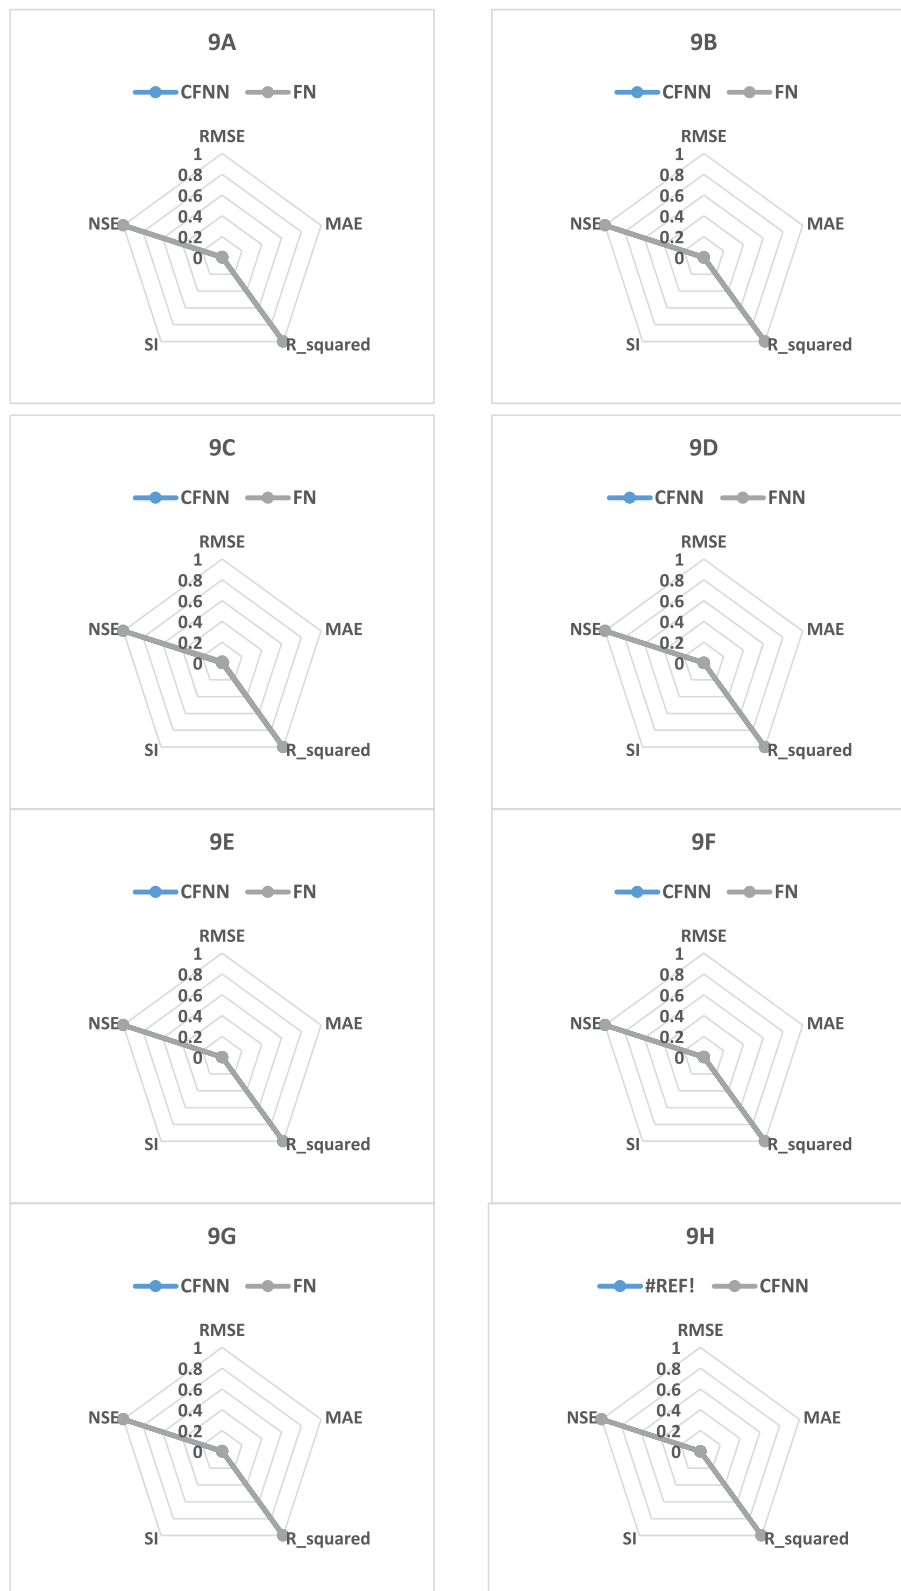 9A
CFNN FN
RMSE
1
0.8
0.6
0.4
0.2
0
NSE
MAE
SI
R_squared
9B
CFNN FN
RMSE
1
0.8
0.6
0.4
0.2
0
NSE
MAE
SI
R_squared
9C
CFNN FN
RMSE
1
0.8
0.6
0.4
0.2
0
NSE
MAE
SI
R_squared
9D
CFNN FNN
RMSE
1
0.8
0.6
0.4
0.2
0
NSE
MAE
SI
R_squared
9E
CFNN FN
RMSE
1
0.8
0.6
0.4
0.2
0
NSE
MAE
SI
R_squared
9F
CFNN FN
RMSE
1
0.8
0.6
0.4
0.2
0
NSE
MAE
SI
R_squared
9G
CFNN FN
RMSE
1
0.8
0.6
0.4
0.2
0
NSE
MAE
SI
R_squared
9H
#REF! CFNN
RMSE
1
0.8
0.6
0.4
0.2
0
NSE
MAE
SI
R_squared